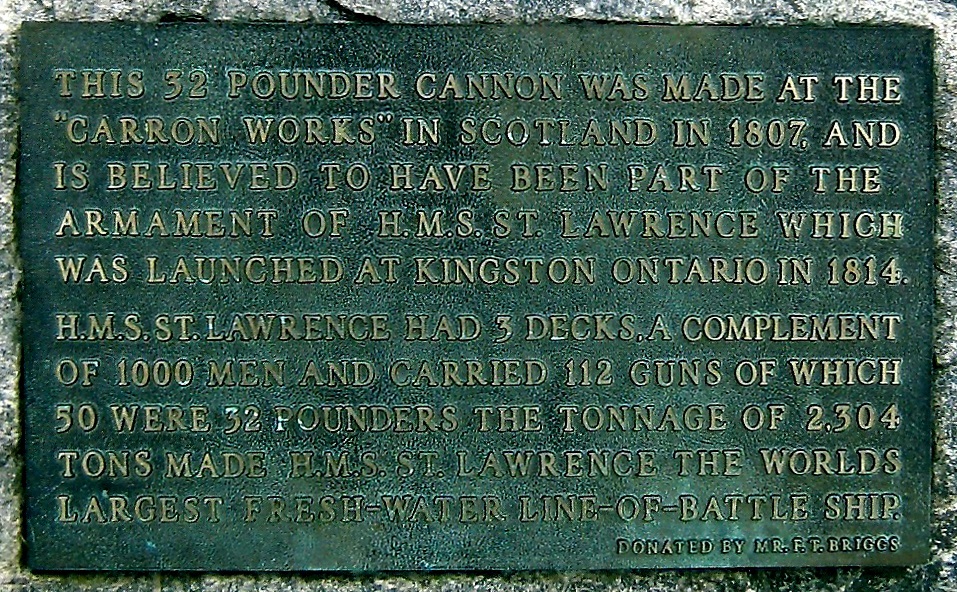 THIS 32 POUNDER CANNON WAS MADE AT THE
"CARRON WORKS" IN SCOTLAND IN 1807, AND
IS BELIEVED TO HAVE BEEN PART OF THE
ARMAMENT OF H.M.S. ST. LAWRENCE WHICH
WAS LAUNCHED AT KINGSTON ONTARIO IN 1814.
H.M.S. ST. LAWRENCE HAD 3 DECKS, A COMPLEMENT
OF 1000 MEN AND CARRIED 112 GUNS OF WHICH
50 WERE 32 POUNDERS THE TONNAGE OF 2,304
TONS MADE H.M.S. ST. LAWRENCE THE WORLDS
LARGEST FRESH-WATER LINE-OF-BATTLE SHIP.
DONATED BY MR. F.T. BRIGGS